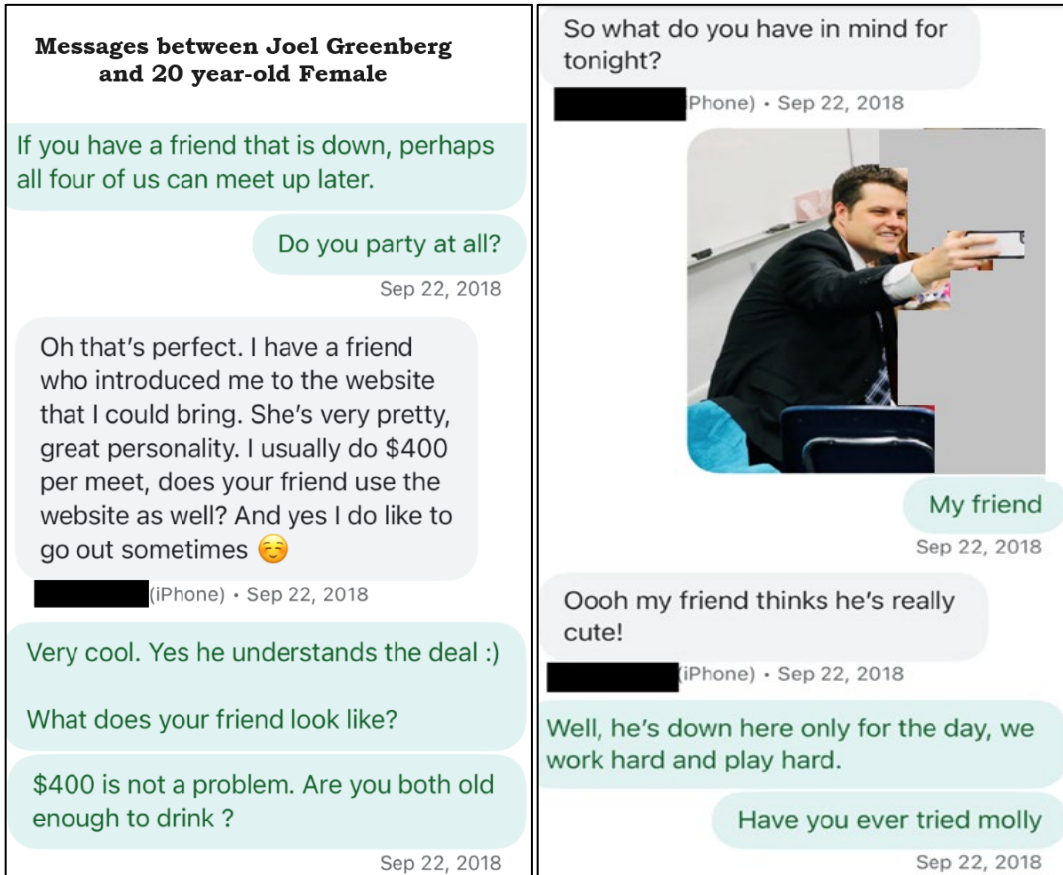 Messages between Joel Greenberg
and 20 year-old Female
If you have a friend that is down, perhaps
all four of us can meet up later.
Do you party at all?
Sep 22, 2018
Oh that's perfect. I have a friend
who introduced me to the website
that I could bring. She's very pretty,
great personality. I usually do $400
per meet, does your friend use the
website as well? And yes I do like to
go out sometimes ☺️
(iPhone) • Sep 22, 2018
Very cool. Yes he understands the deal :)
What does your friend look like?
$400 is not a problem. Are you both old
enough to drink ?
Sep 22, 2018
So what do you have in mind for
tonight?
iPhone) • Sep 22, 2018
My friend
Sep 22, 2018
Oooh my friend thinks he's really
cute!
(iPhone) • Sep 22, 2018
Well, he's down here only for the day, we
work hard and play hard.
Have you ever tried molly
Sep 22, 2018